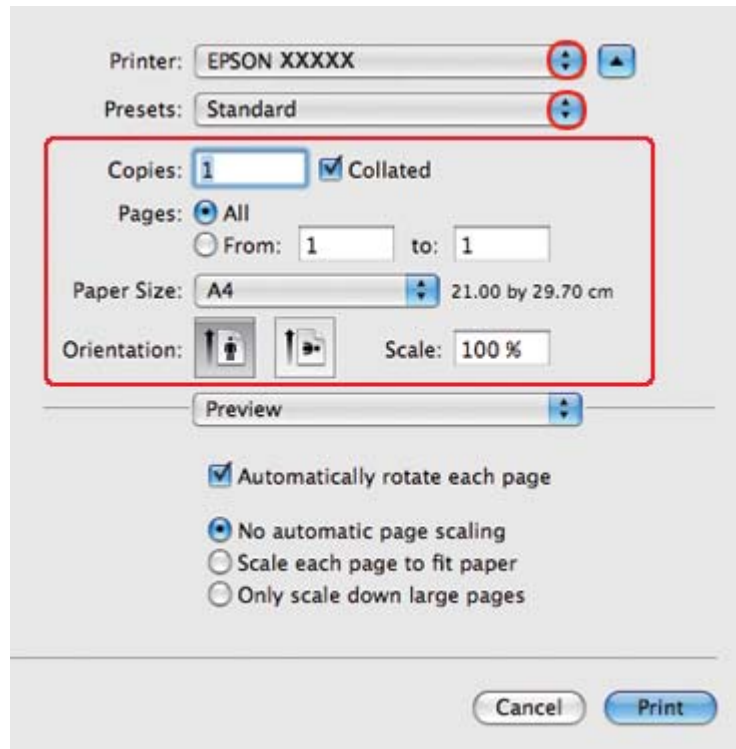 Printer: EPSON XXXXX
Presets: Standard
Copies: 1 Collated
Pages: All
From: 1 to: 1
Paper Size: A4 21.00 by 29.70 cm
Orientation: Scale: 100 %
Preview
Automatically rotate each page
No automatic page scaling
Scale each page to fit paper
Only scale down large pages
Cancel Print